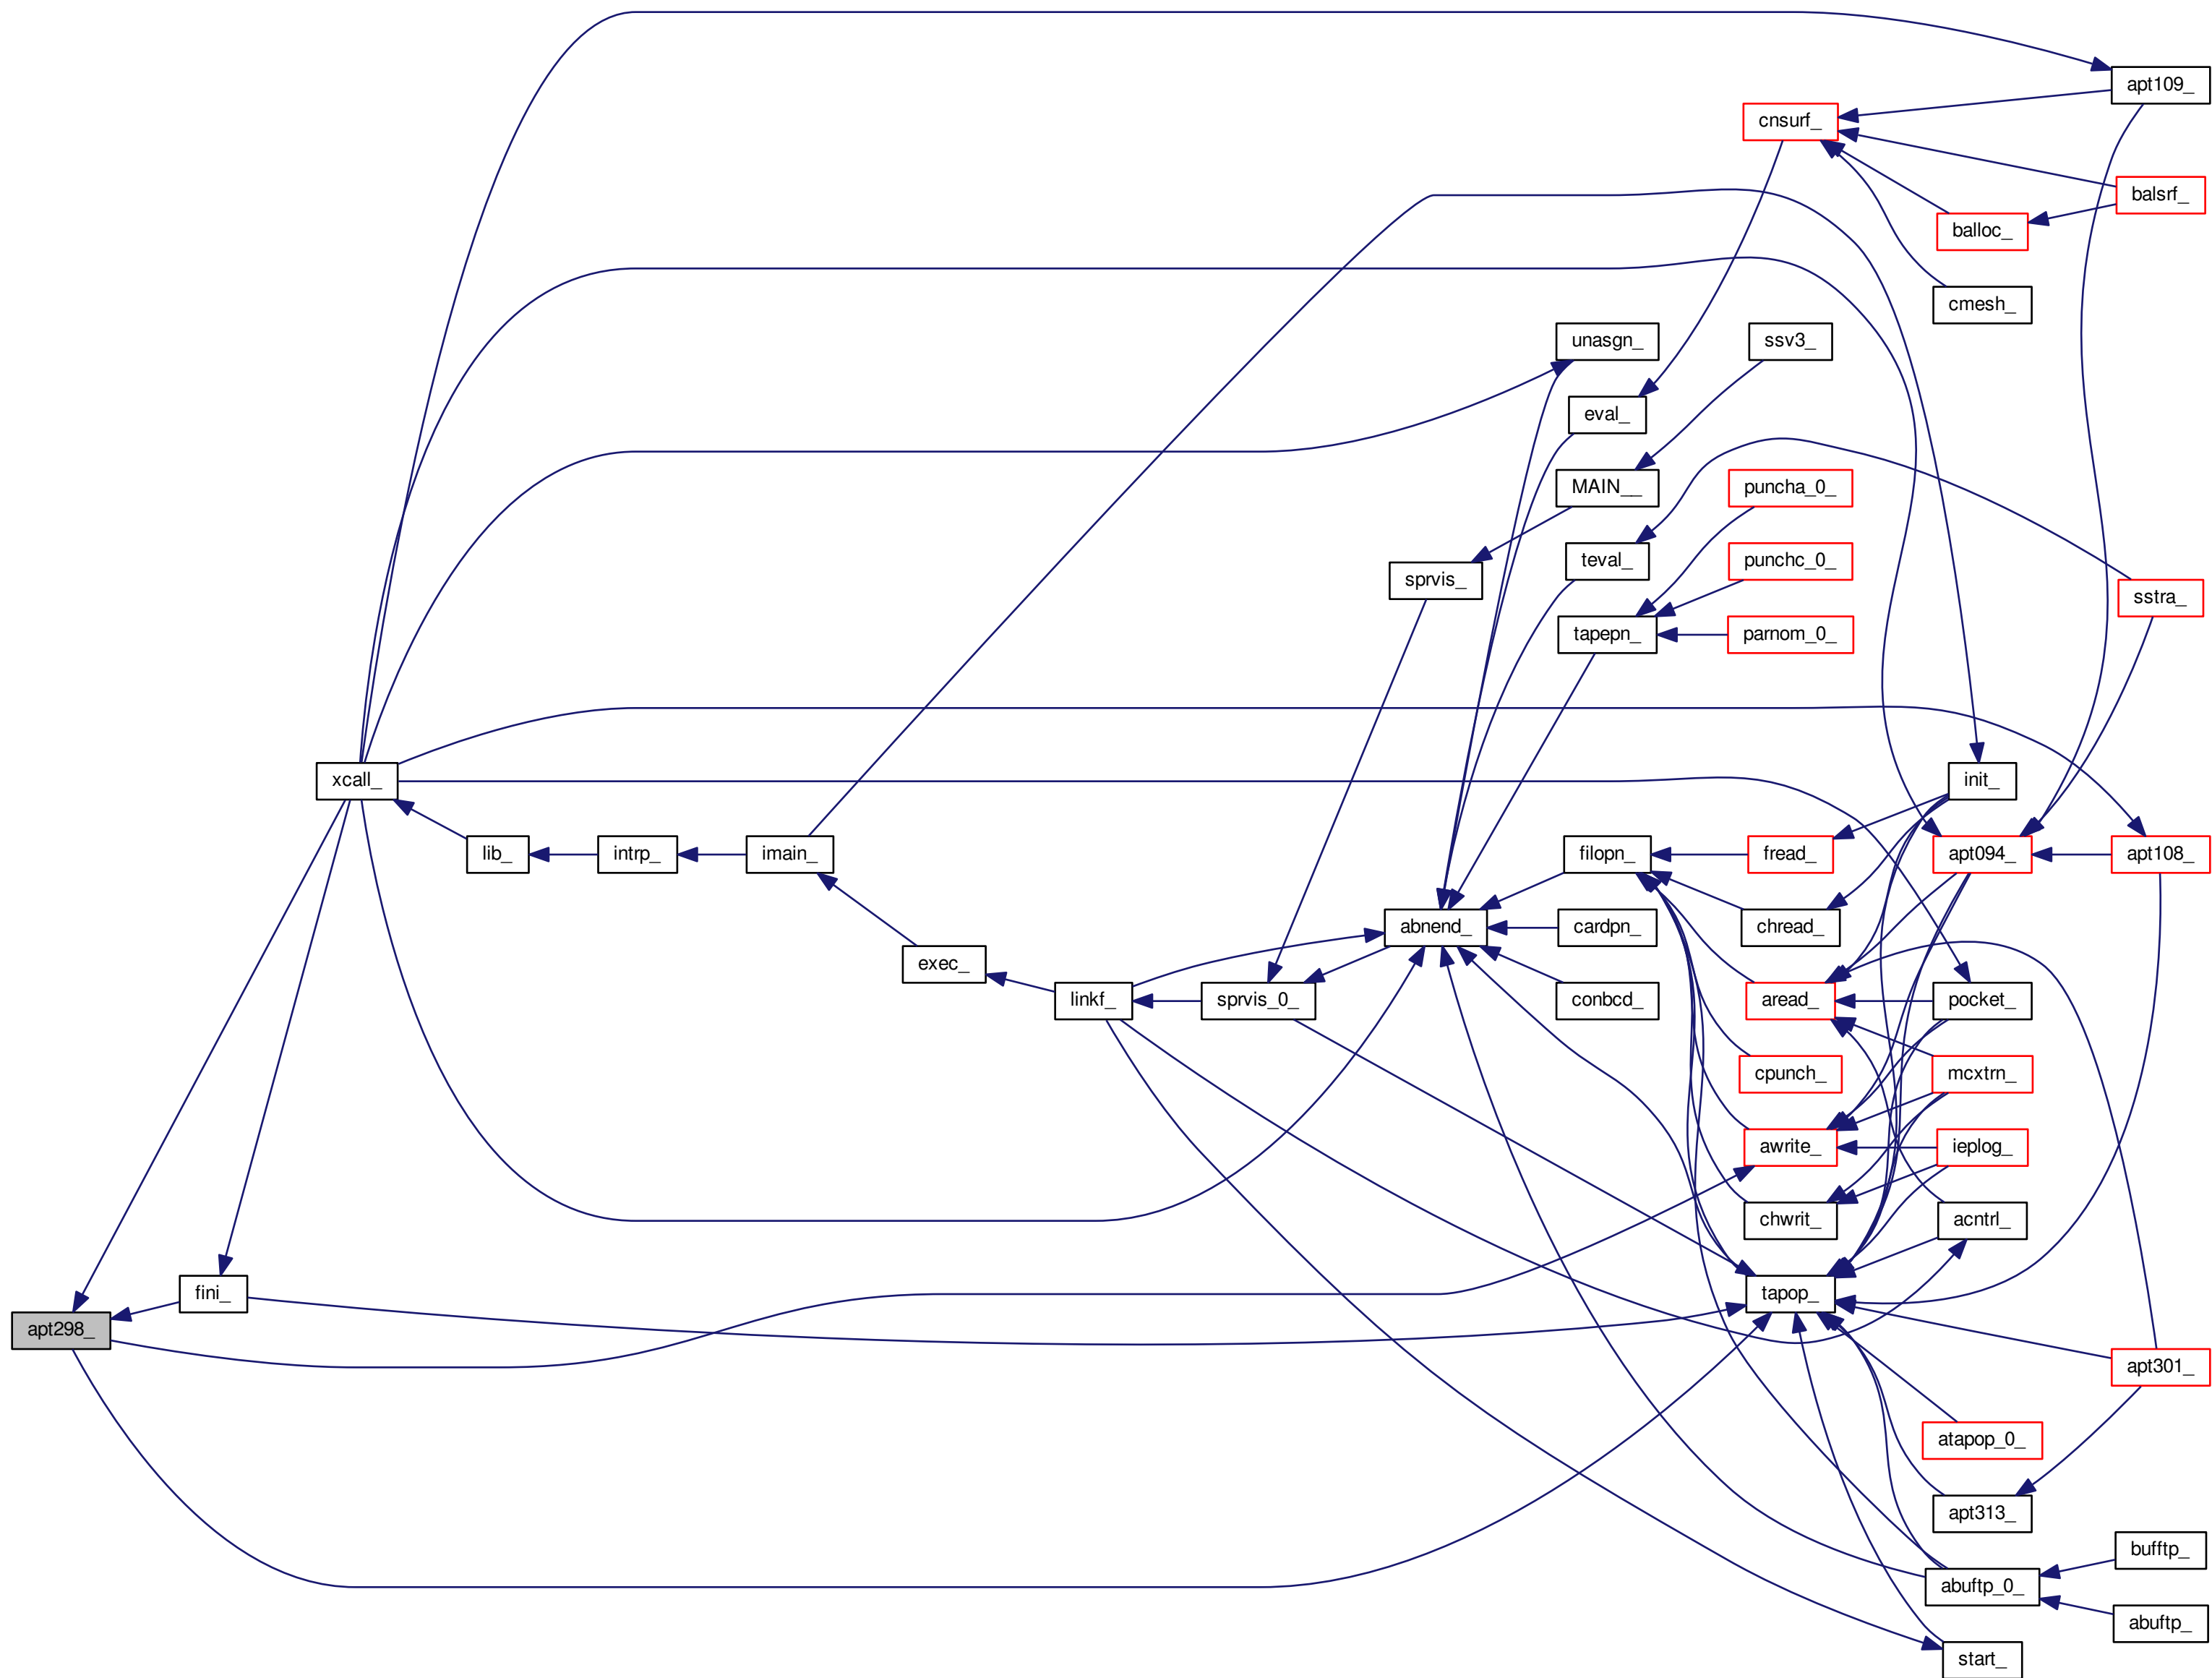 apt109_
cnsurf_
balsrf_
balloc_
cmesh_
unasgn_
ssv3_
eval_
MAIN__
puncha_0_
teval_
punchc_0_
sprvis_
sstra_
tapepn_
parnom_0_
xcall_
init_
lib_
intrp_
imain_
filopn_
fread_
apt094_
apt108_
abnend_
cardpn_
chread_
exec_
linkf_
sprvis_0_
conbcd_
aread_
pocket_
cpunch_
mcxtrn_
awrite_
ieplog_
chwrit_
acntrl_
fini_
tapop_
apt298_
apt301_
atapop_0_
apt313_
bufftp_
abuftp_0_
abuftp_
start_